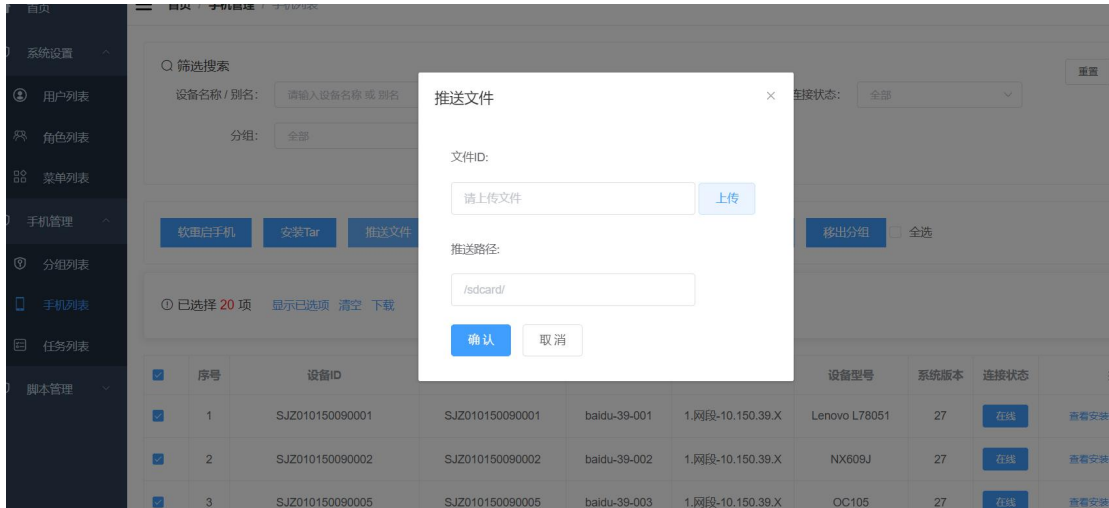 首页
首页 / 手机管理 / 手机列表
系统设置
筛选搜索
重置
用户列表
设备名称 / 别名: 请输入设备名称 或 别名
连接状态: 全部
角色列表
分组: 全部
菜单列表
手机管理
软重启手机 安装Tar 推送文件 移出分组 全选
分组列表
手机列表
已选择 20 项 显示已选项 清空 下载
任务列表
脚本管理
推送文件
文件ID:
请上传文件 上传
推送路径:
/sdcard/
确认 取消
序号 设备ID 设备型号 系统版本 连接状态
1 SJZ010150090001 SJZ010150090001 baidu-39-001 1.网段-10.150.39.X Lenovo L78051 27 在线 查看安装
2 SJZ010150090002 SJZ010150090002 baidu-39-002 1.网段-10.150.39.X NX609J 27 在线 查看安装
3 SJZ010150090005 SJZ010150090005 baidu-39-003 1.网段-10.150.39.X OC105 27 在线 查看安装